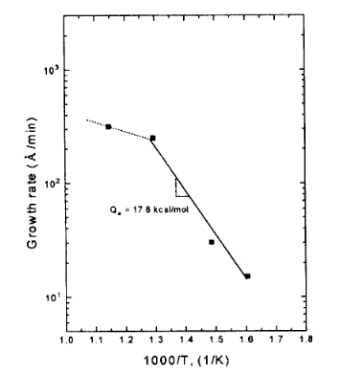 10³
10²
10¹
Growth rate (Å/min)
Qₐ = 17.8 kcal/mol
1.0 1.1 1.2 1.3 1.4 1.5 1.6 1.7 1.8
1000/T, (1/K)